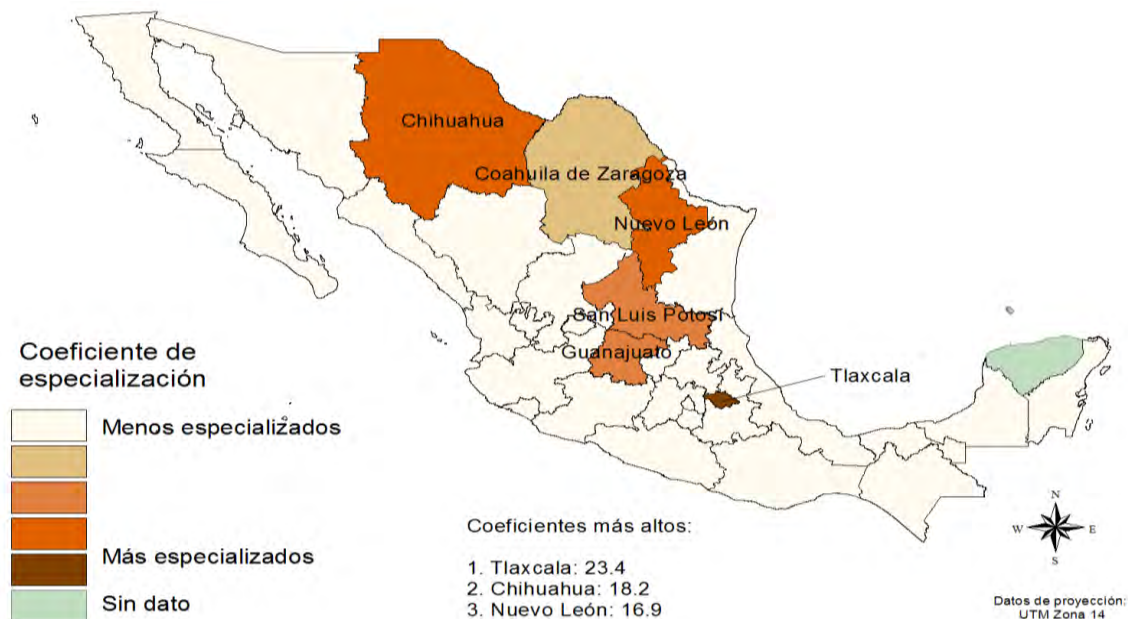 Chihuahua
Coahuila de Zaragoza
Nuevo León
San Luis Potosí
Guanajuato
Tlaxcala
Coeficiente de
especialización
Menos especializados
Más especializados
Sin dato
Coeficientes más altos:
1. Tlaxcala: 23.4
2. Chihuahua: 18.2
3. Nuevo León: 16.9
N
W
E
S
Datos de proyección:
UTM Zona 14